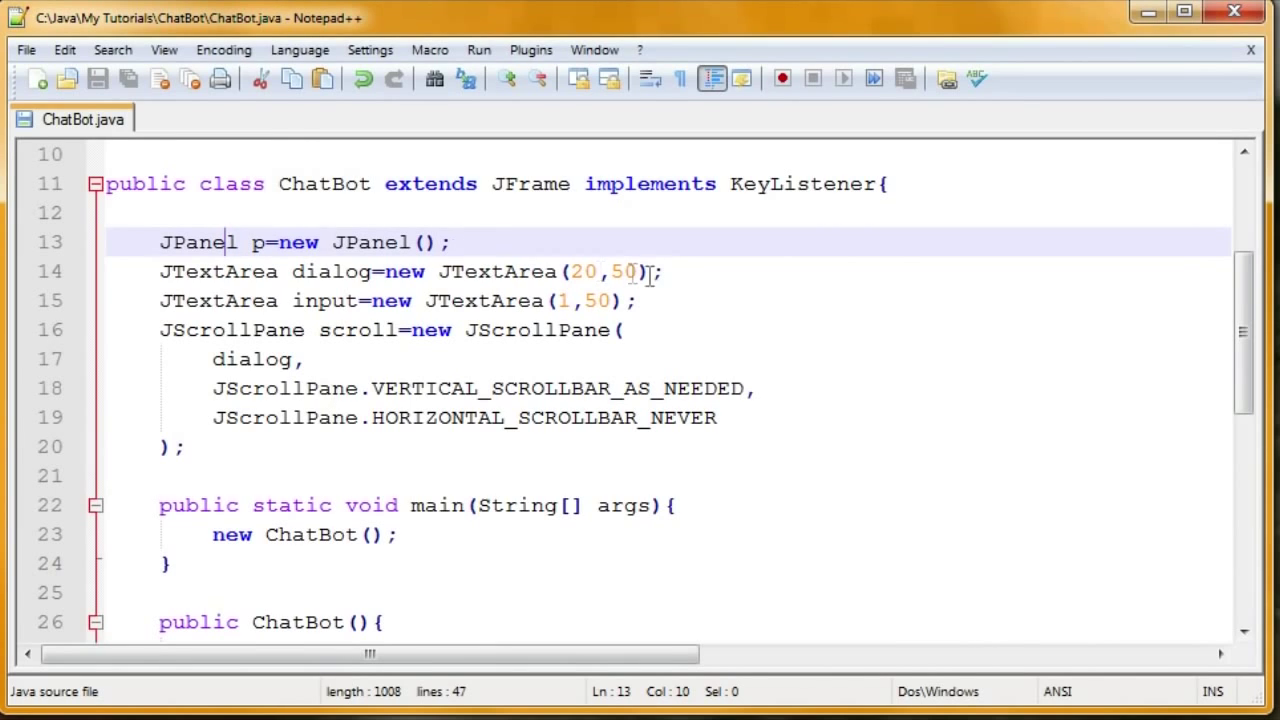 C:\Java\My Tutorials\ChatBot\ChatBot.java - Notepad++
File Edit Search View Encoding Language Settings Macro Run Plugins Window ? X
ABC
ChatBot.java
10
11 public class ChatBot extends JFrame implements KeyListener{
12
13 JPanel p=new JPanel();
14 JTextArea dialog=new JTextArea(20,50);
15 JTextArea input=new JTextArea(1,50);
16 JScrollPane scroll=new JScrollPane(
17 dialog,
18 JScrollPane.VERTICAL_SCROLLBAR_AS_NEEDED,
19 JScrollPane.HORIZONTAL_SCROLLBAR_NEVER
20 );
21
22 public static void main(String[] args){
23 new ChatBot();
24 }
25
26 public ChatBot(){
Java source file length : 1008 lines : 47 Ln : 13 Col : 10 Sel : 0 Dos\Windows ANSI INS